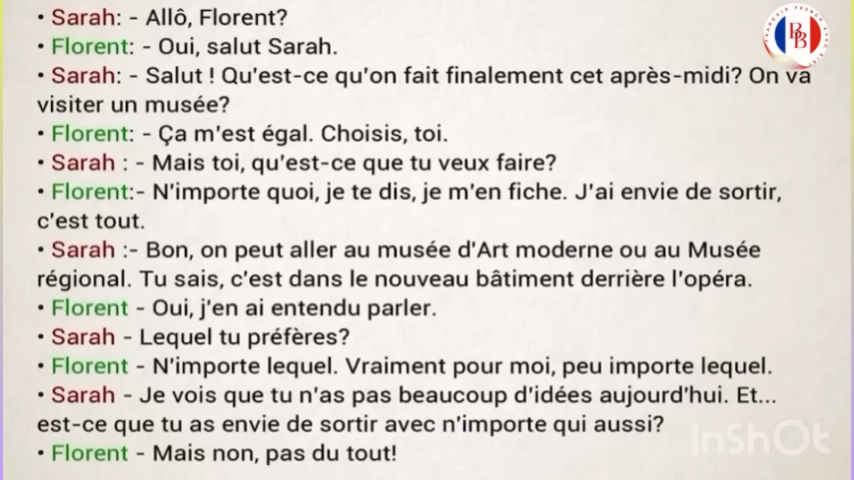 • Sarah: - Allô, Florent?
• Florent: - Oui, salut Sarah.
• Sarah: - Salut ! Qu'est-ce qu'on fait finalement cet après-midi? On va
visiter un musée?
• Florent: - Ça m'est égal. Choisis, toi.
• Sarah : - Mais toi, qu'est-ce que tu veux faire?
• Florent:- N'importe quoi, je te dis, je m'en fiche. J'ai envie de sortir,
c'est tout.
• Sarah :- Bon, on peut aller au musée d'Art moderne ou au Musée
régional. Tu sais, c'est dans le nouveau bâtiment derrière l'opéra.
• Florent - Oui, j'en ai entendu parler.
• Sarah - Lequel tu préfères?
• Florent - N'importe lequel. Vraiment pour moi, peu importe lequel.
• Sarah - Je vois que tu n'as pas beaucoup d'idées aujourd'hui. Et...
est-ce que tu as envie de sortir avec n'importe qui aussi?
• Florent - Mais non, pas du tout!
InShOt